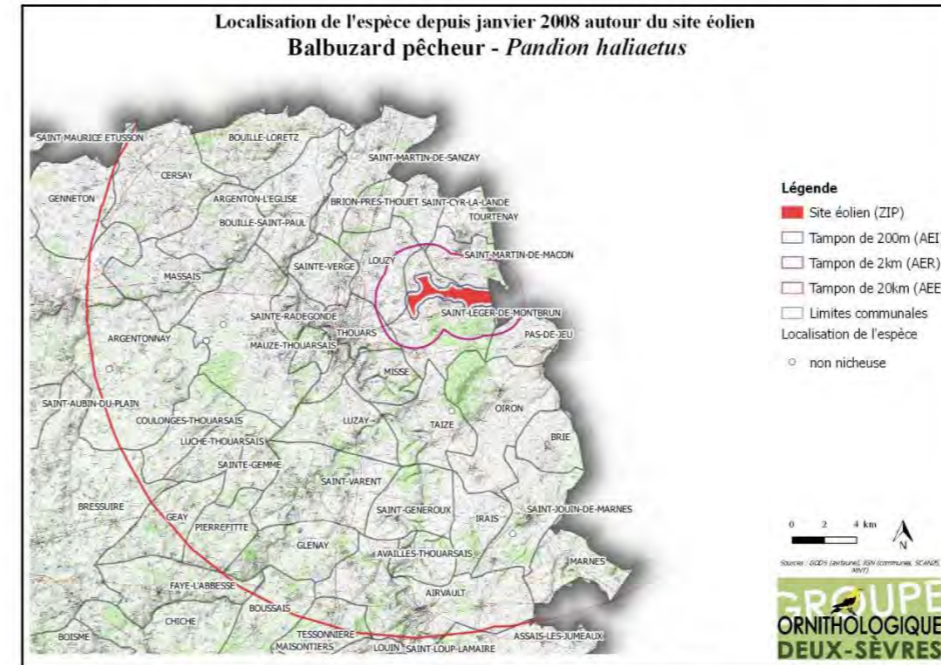 Localisation de l'espèce depuis janvier 2008 autour du site éolien
Balbuzard pêcheur - Pandion haliaetus
SAINT-MAURICE ETUSSON
BOUILLE-LORETZ
SAINT-MARTIN-DE-SANZAY
CERSAY
GENNETON
ARGENTON-L'EGLISE
BRION-PRES-THOUET
SAINT-CYR-LA-LANDE
TOURTENAY
BOUILLE-SAINT-PAUL
SAINT-MARTIN-DE-MACON
LOUZY
SAINTE-VERGE
MASSAIS
SAINTE-RADEGONDE
SAINT-LEGER-DE-MONTBRUN
THOUARS
PAS-DE-JEU
ARGENTONNAY
MAUZE-THOUARSAIS
MISSE
SAINT-AUBIN-DU-PLAIN
OIRON
COULONGES-THOUARSAIS
LUZAY
TAIZE
LUCHE-THOUARSAIS
BRIE
SAINTE-GEMME
SAINT-VARENT
BRESSUIRE
GEAY
SAINT-GENEROUX
IRAIS
SAINT-JOUIN-DE-MARNES
PIERREFITTE
GLENAY
AVAILLES-THOUARSAIS
MARNES
FAYE-L'ABBESSE
AIRVAULT
BOUSSAIS
CHICHE
TESSONNIERE
ASSAIS-LES-JUMEAUX
BOISME
MAISONTIERS
LOUIN
SAINT-LOUP-LAMAIRE
Légende
Site éolien (ZIP)
Tampon de 200m (AEI
Tampon de 2km (AER)
Tampon de 20km (AEE
Limites communales
Localisation de l'espèce
non nicheuse
0 2 4 km
N
Sources : GODS (avifaune), IGN (communes, SCAN25,
MNT)
GROUPE
ORNITHOLOGIQUE
DEUX-SÈVRES